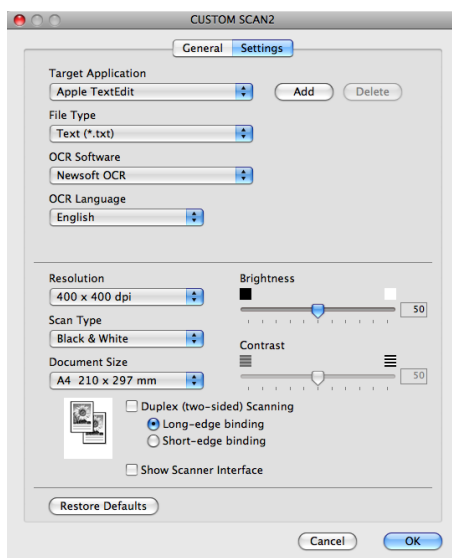 CUSTOM SCAN2
General Settings
Target Application
Apple TextEdit Add Delete
File Type
Text (*.txt)
OCR Software
Newsoft OCR
OCR Language
English
Resolution Brightness
400 x 400 dpi 50
Scan Type
Black & White Contrast
Document Size
A4 210 x 297 mm 50
Duplex (two-sided) Scanning
Long-edge binding
Short-edge binding
Show Scanner Interface
Restore Defaults
Cancel OK